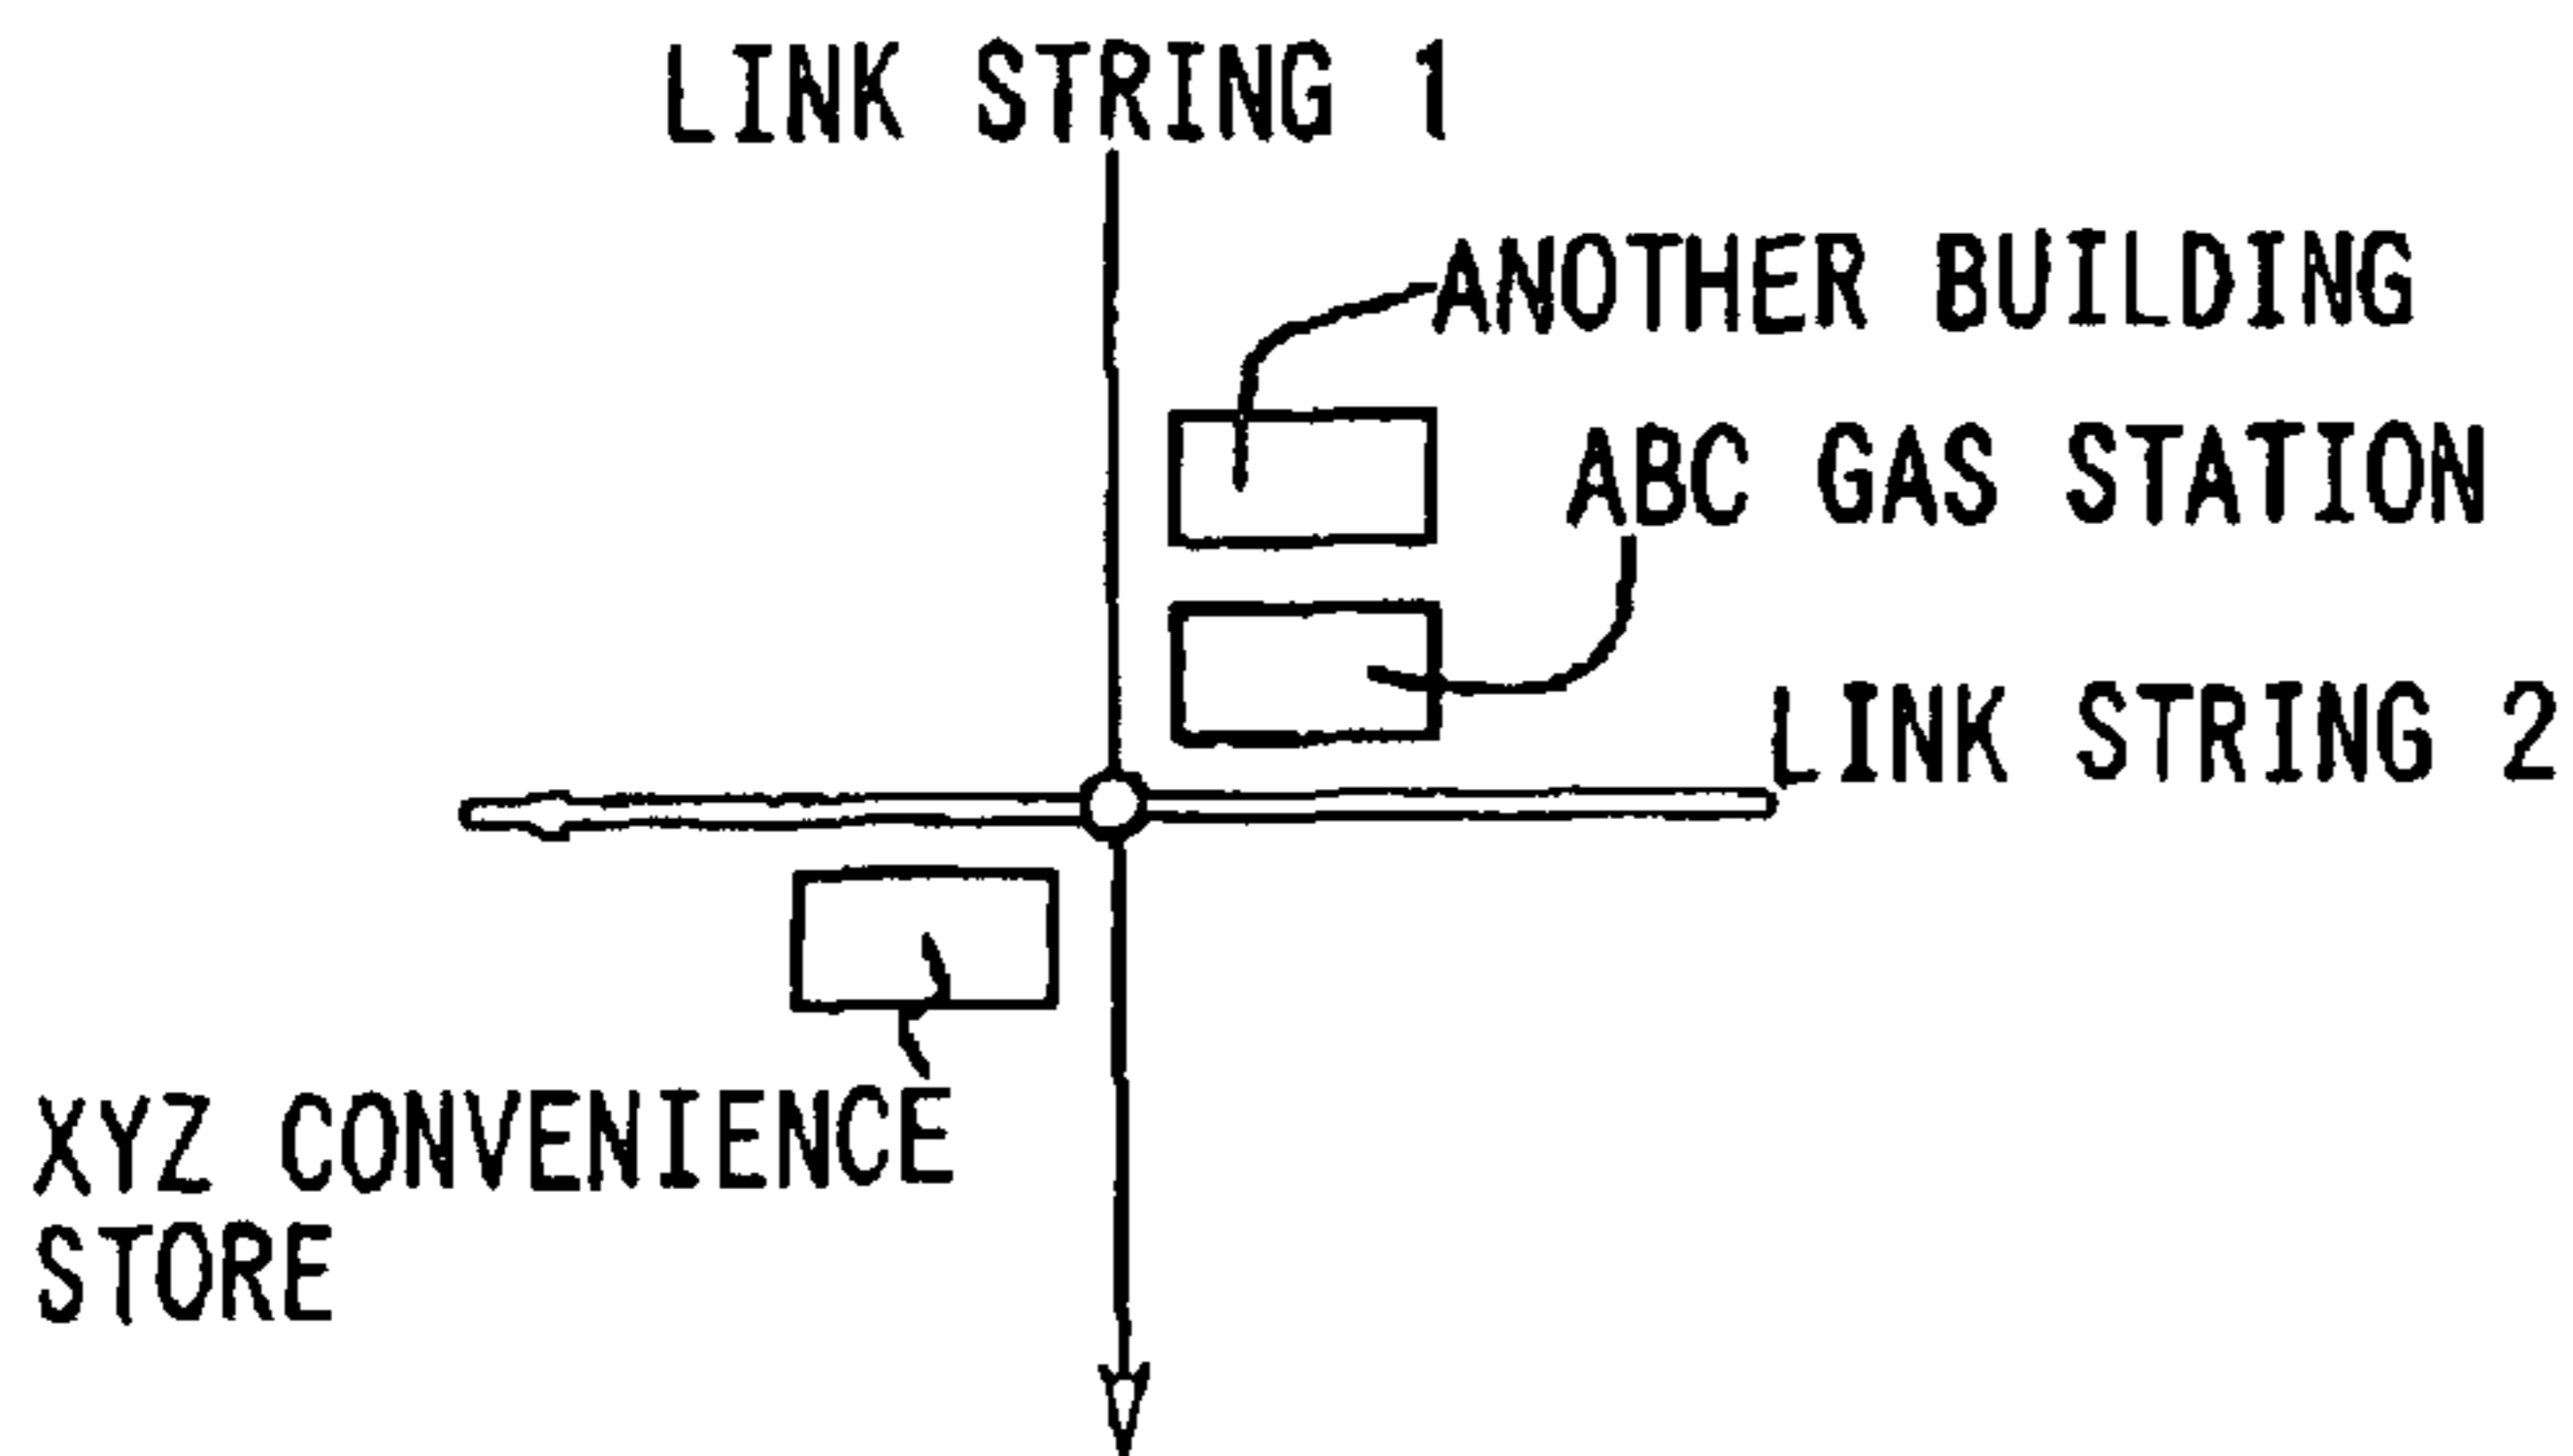 LINK STRING 1
ANOTHER BUILDING
ABC GAS STATION
LINK STRING 2
XYZ CONVENIENCE
STORE